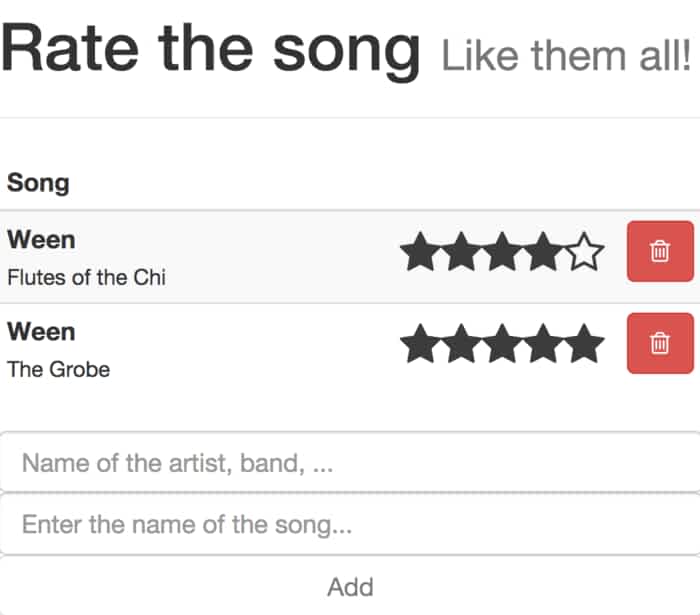 Rate the song Like them all!
Song
Ween
Flutes of the Chi
Ween
The Grobe
Name of the artist, band, ...
Enter the name of the song...
Add